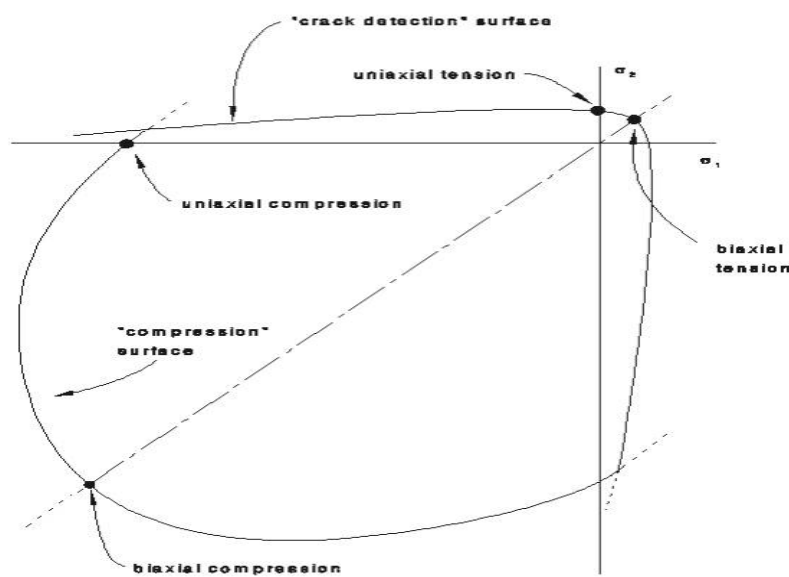 "crack detection" surface
uniaxial tension
σ₂
σ₁
uniaxial compression
biaxial
tension
"compression"
surface
biaxial compression